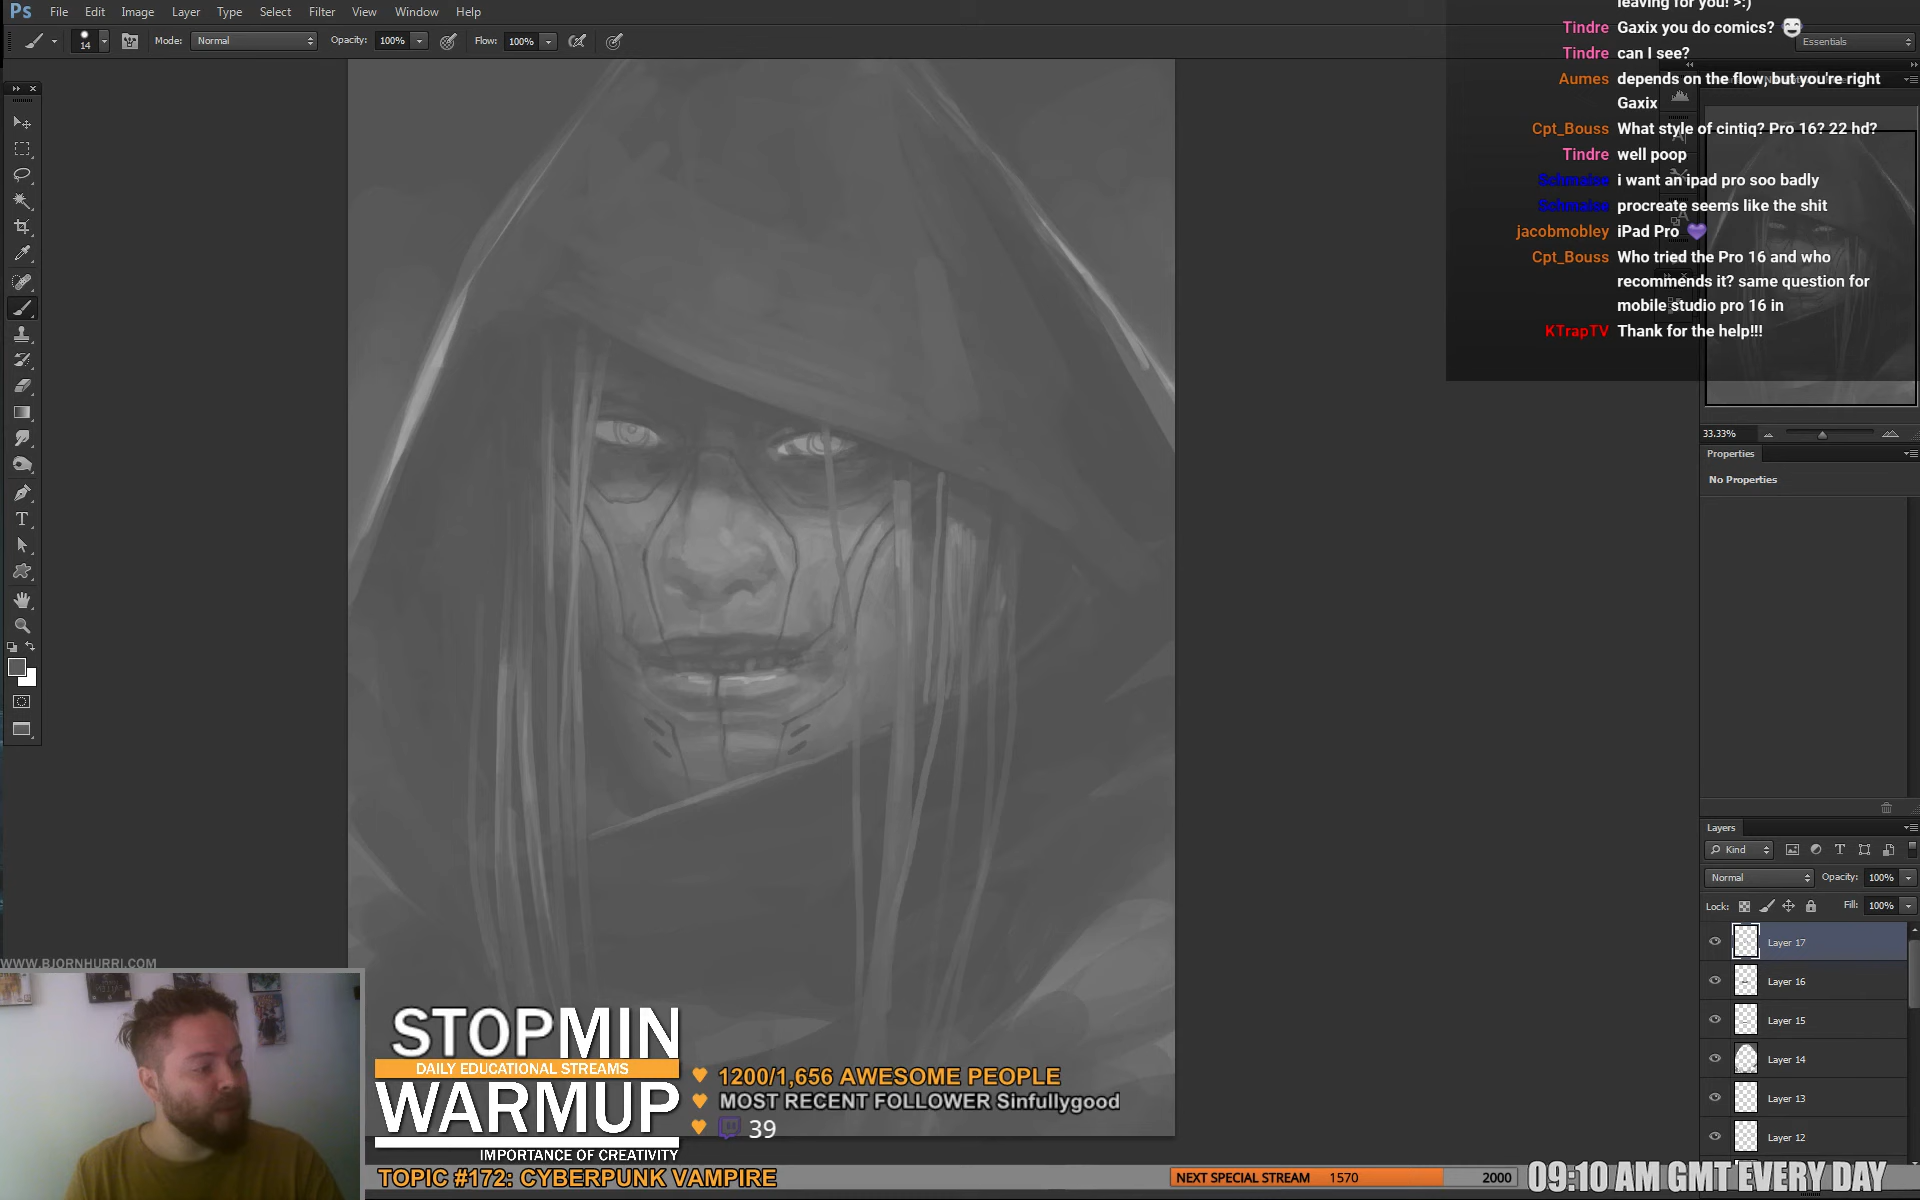 Ps File Edit Image Layer Type Select Filter View Window Help
14 Mode: Normal Opacity: 100% Flow: 100%
Essentials
leaving for you! >:)
Tindre Gaxix you do comics?
Tindre can I see?
Aumes depends on the flow, but you're right
Gaxix
Cpt_Bouss What style of cintiq? Pro 16? 22 hd?
Tindre well poop
Schmaise i want an ipad pro soo badly
Schmaise procreate seems like the shit
jacobmobley iPad Pro
Cpt_Bouss Who tried the Pro 16 and who
recommends it? same question for
mobile studio pro 16 in
KTrapTV Thank for the help!!!
33.33%
Properties
No Properties
Layers
Kind
Normal Opacity: 100%
Lock: Fill: 100%
Layer 17
Layer 16
Layer 15
Layer 14
Layer 13
Layer 12
WWW.BJORNHURRI.COM
STOPMIN
DAILY EDUCATIONAL STREAMS
WARMUP
IMPORTANCE OF CREATIVITY
1200/1,656 AWESOME PEOPLE
MOST RECENT FOLLOWER Sinfullygood
39
TOPIC #172: CYBERPUNK VAMPIRE
NEXT SPECIAL STREAM 1570 2000
09:10 AM GMT EVERY DAY